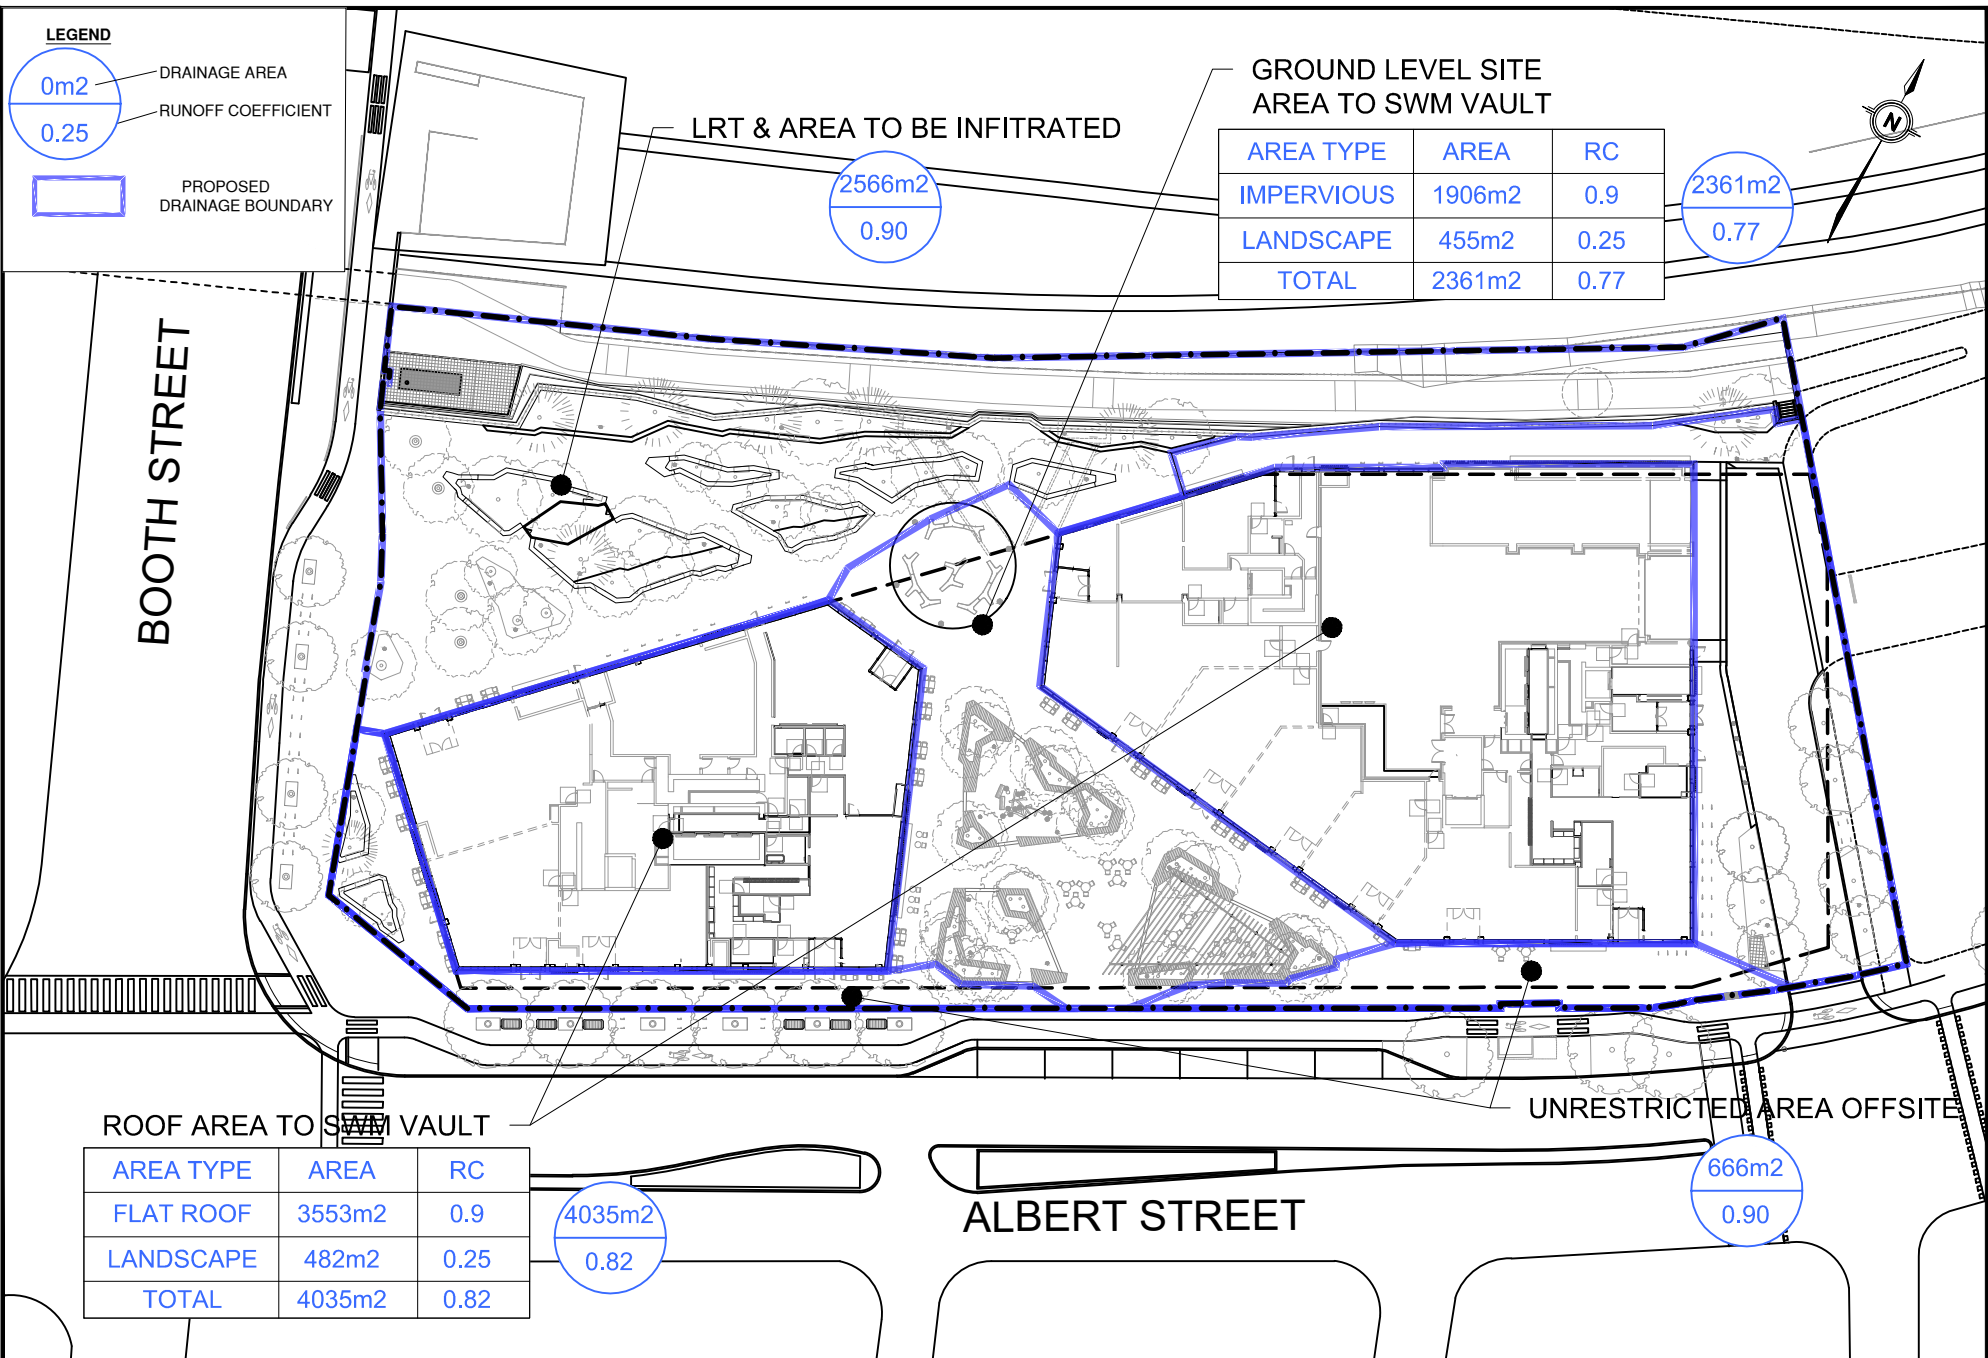 LEGEND
0m2
0.25
DRAINAGE AREA
RUNOFF COEFFICIENT
PROPOSED
DRAINAGE BOUNDARY
LRT & AREA TO BE INFITRATED
2566m2
0.90
GROUND LEVEL SITE
AREA TO SWM VAULT
AREA TYPE AREA RC
IMPERVIOUS 1906m2 0.9
LANDSCAPE 455m2 0.25
TOTAL 2361m2 0.77
2361m2
0.77
N
BOOTH STREET
ROOF AREA TO SWM VAULT
AREA TYPE AREA RC
FLAT ROOF 3553m2 0.9
LANDSCAPE 482m2 0.25
TOTAL 4035m2 0.82
4035m2
0.82
ALBERT STREET
UNRESTRICTED AREA OFFSITE
666m2
0.90